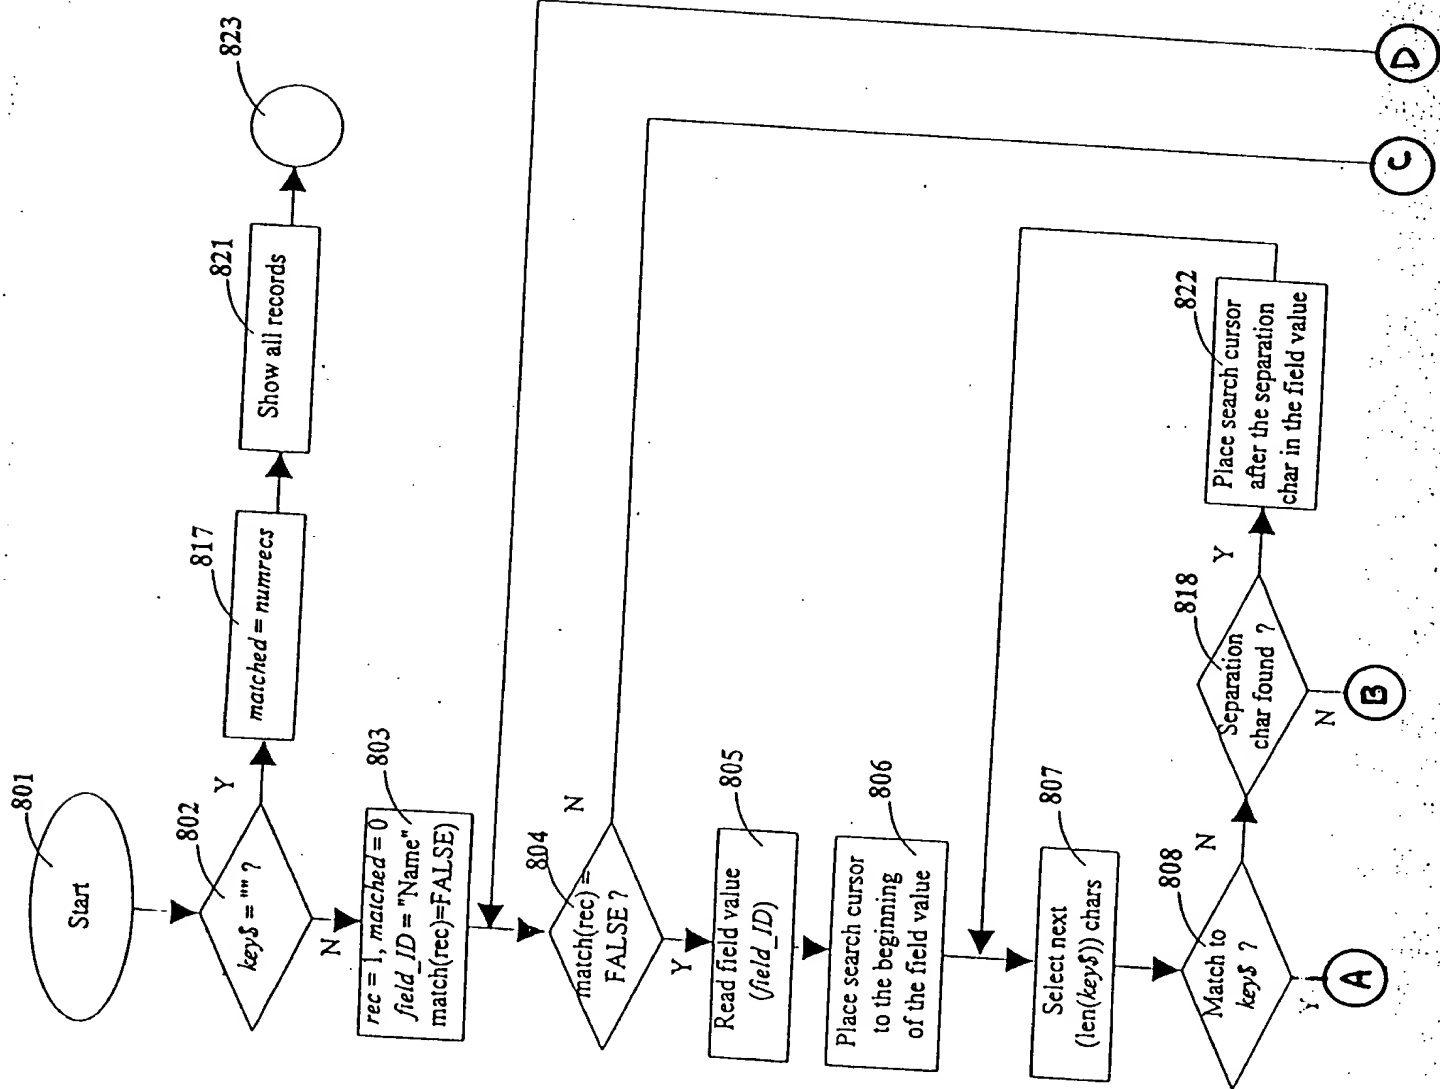 801
Start
802
key$ = "" ?
Y
N
817
matched = numrecs
821
Show all records
823
803
rec = 1, matched = 0
field_ID = "Name"
match(rec)=FALSE)
804
match(rec) =
FALSE ?
N
Y
805
Read field value
(field_ID)
806
Place search cursor
to the beginning
of the field value
807
Select next
(len(key$)) chars
808
Match to
key$ ?
N
Y
A
818
Separation
char found ?
Y
N
B
822
Place search cursor
after the separation
char in the field value
C
D